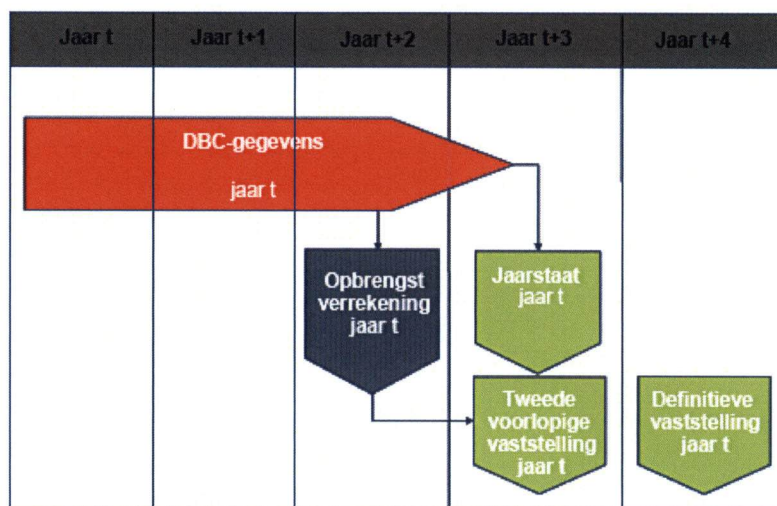 Jaar t Jaar t+1 Jaar t+2 Jaar t+3 Jaar t+4
DBC-gegevens
jaar t
Opbrengst
verrekening
jaar t
Jaarstaat
jaar t
Tweede
voorlopige
vaststelling
jaar t
Definitieve
vaststelling
jaar t